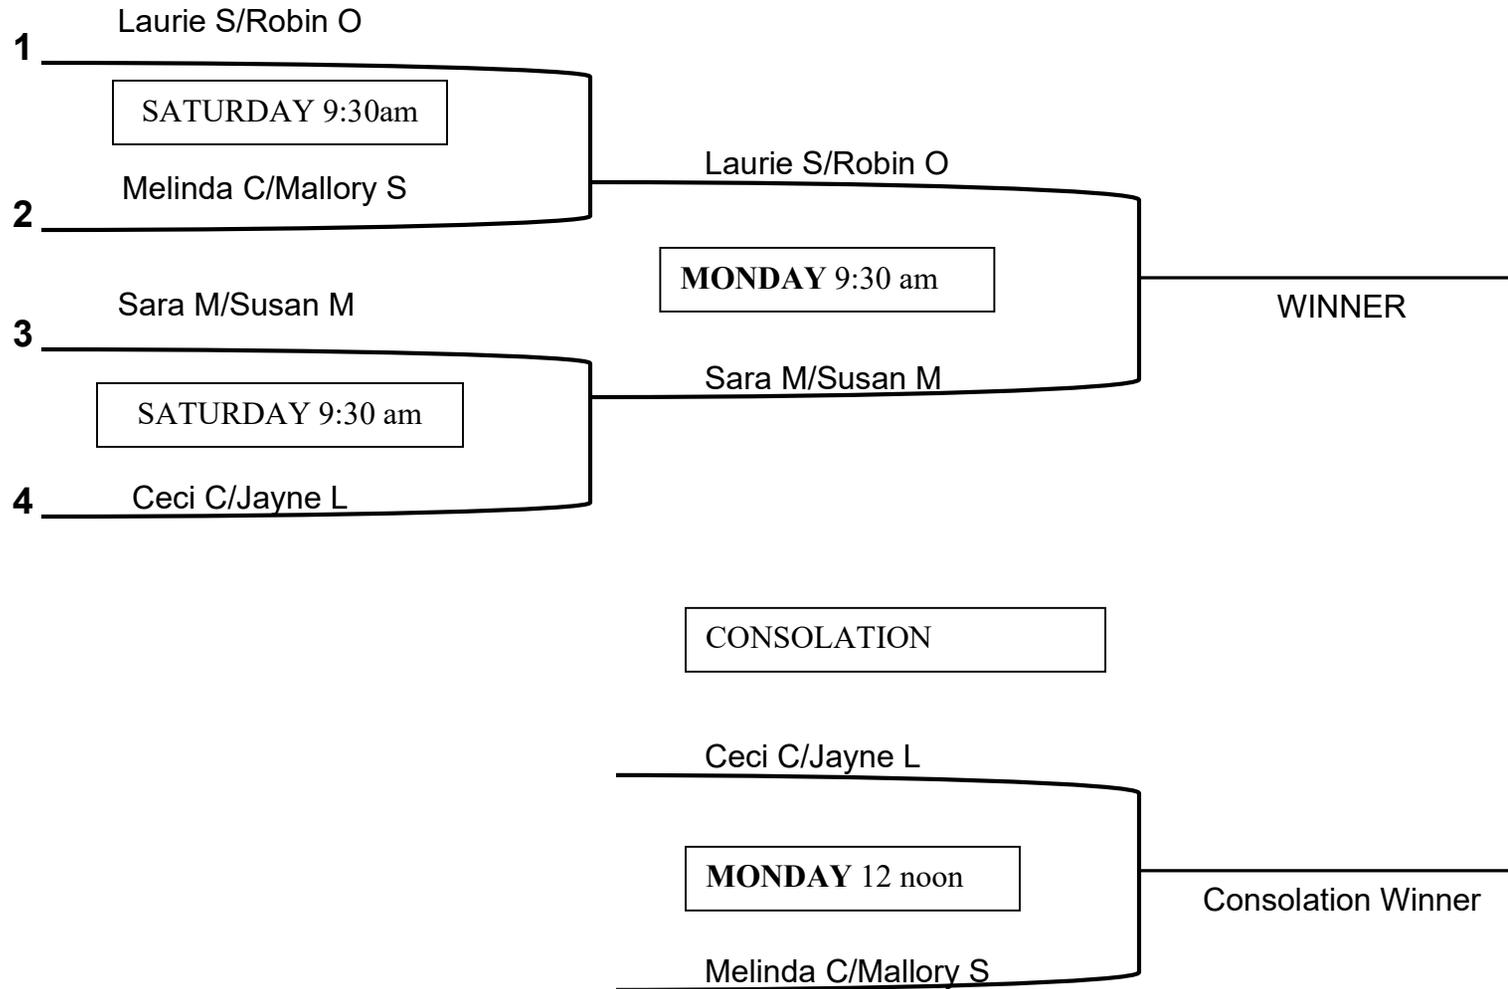 Laurie S/Robin O
1
SATURDAY 9:30am
Melinda C/Mallory S
2
Sara M/Susan M
3
SATURDAY 9:30 am
Ceci C/Jayne L
4
Laurie S/Robin O
MONDAY 9:30 am
Sara M/Susan M
WINNER
CONSOLATION
Ceci C/Jayne L
MONDAY 12 noon
Melinda C/Mallory S
Consolation Winner